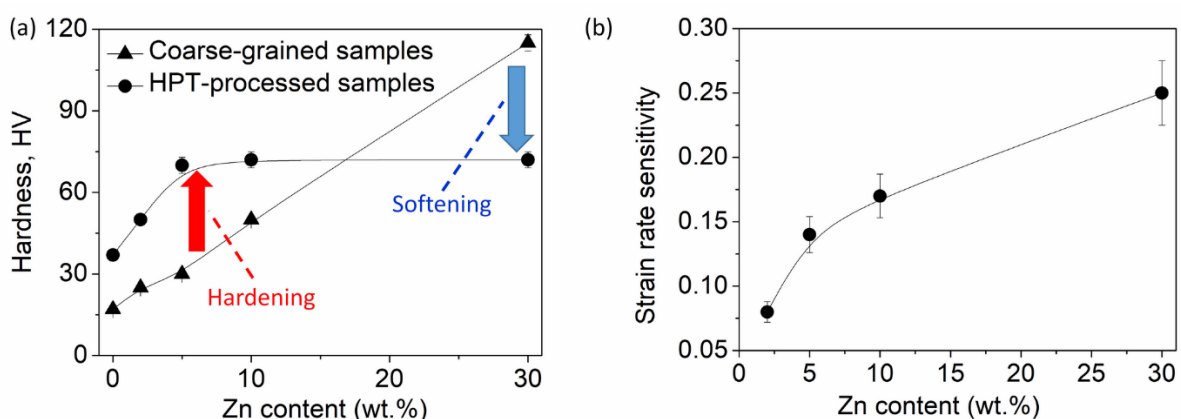 (a)
Hardness, HV
120
90
60
30
0
Coarse-grained samples
HPT-processed samples
Softening
Hardening
0
10
20
30
Zn content (wt.%)
(b)
Strain rate sensitivity
0.30
0.25
0.20
0.15
0.10
0.05
0
5
10
15
20
25
30
Zn content (wt.%)